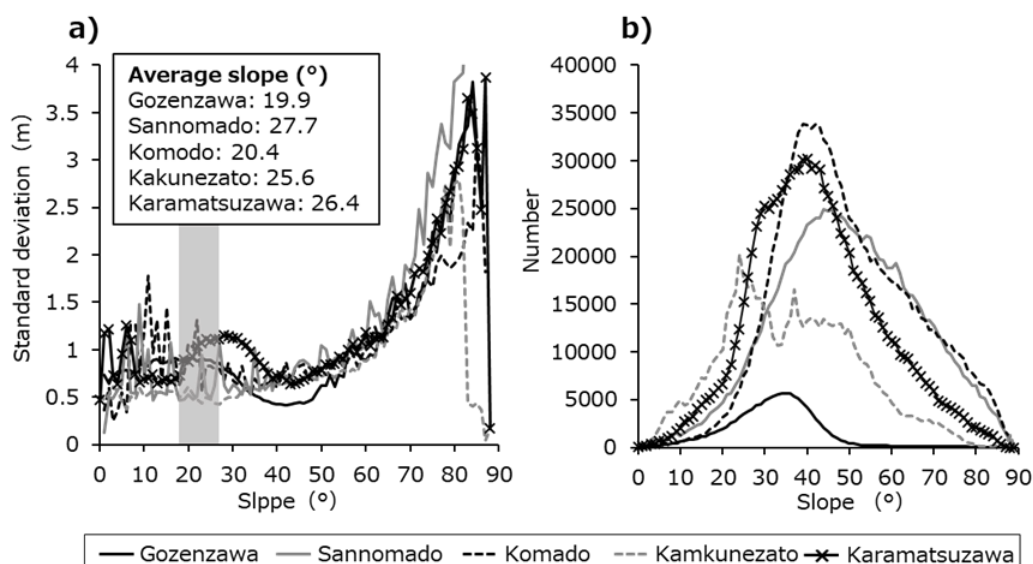 a)
Average slope (°)
Gozenzawa: 19.9
Sannomado: 27.7
Komodo: 20.4
Kakunezato: 25.6
Karamatsuzawa: 26.4
Standard deviation (m)
4
3.5
3
2.5
2
1.5
1
0.5
0
0 10 20 30 40 50 60 70 80 90
Slppe (°)
b)
Number
40000
35000
30000
25000
20000
15000
10000
5000
0
0 10 20 30 40 50 60 70 80 90
Slope (°)
Gozenzawa Sannomado Komado Kamkunezato Karamatsuzawa